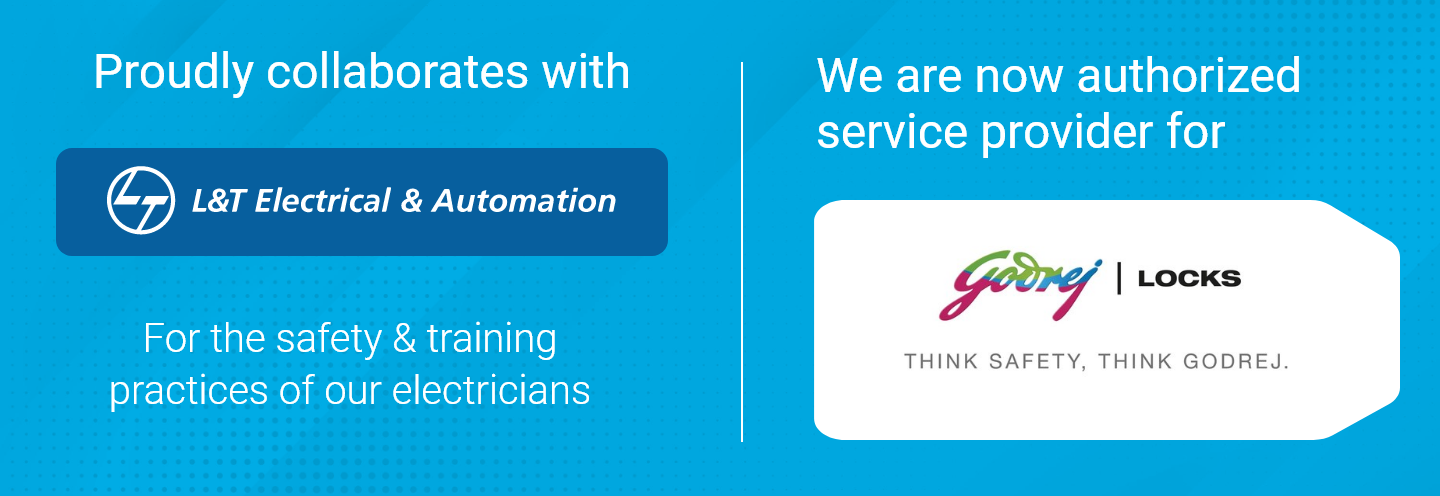 Proudly collaborates with
L&T Electrical & Automation
For the safety & training
practices of our electricians
We are now authorized
service provider for
Godrej | LOCKS
THINK SAFETY, THINK GODREJ.